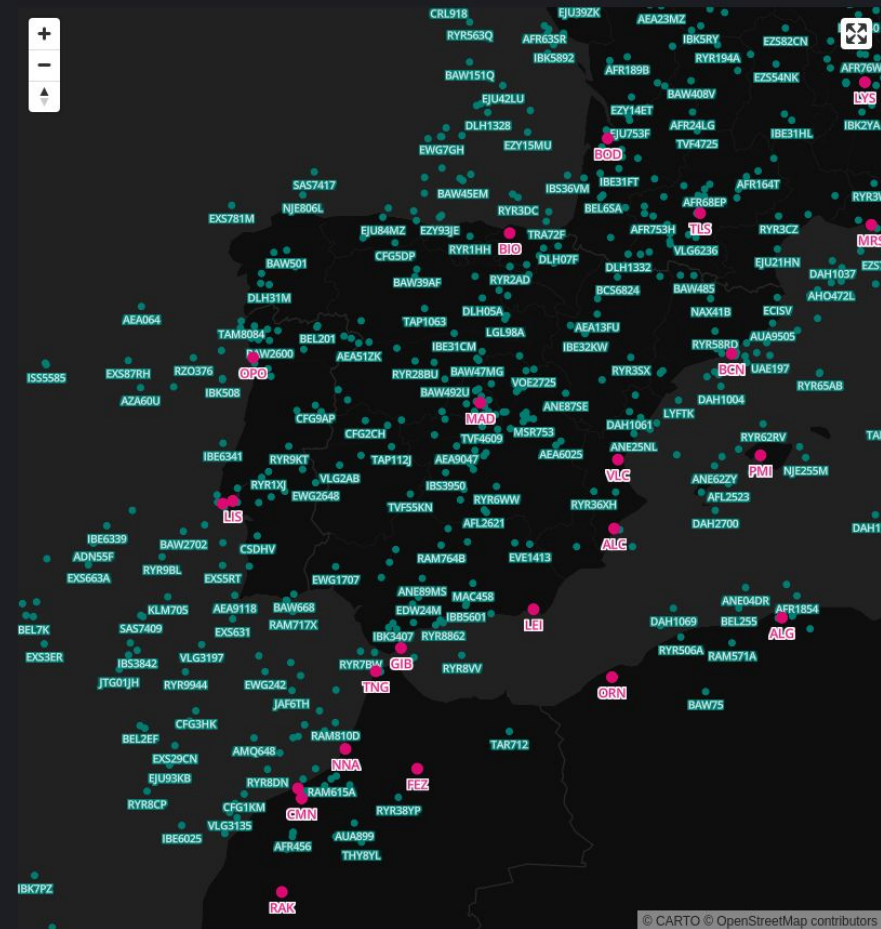 CRL918
EJU39ZK
AEA23MZ
RYR563Q
AFR63SR
IBK5RY
EZS82CN
IBK5892
RYR194A
AFR76W
BAW151Q
AFR189B
EZS54NK
EJU42LU
BAW408V
LYS
EZY14ET
DLH1328
AFR24LG
IBK2YA
EJU753F
IBE31HL
EWG7GH
EZY15MU
TVF4725
BOD
SAS7417
IBS36VM
IBE31FT
AFR164T
BAW45EM
RYR3V
NJE806L
RYR3DC
BEL6SA
AFR68EP
EXS781M
EJU84MZ
EZY93JE
TRA72F
AFR753H
TLS
RYR3CZ
MRS
RYR1HH
BIO
CFG5DP
DLH07F
VLG6236
BAW501
DLH1332
EJU21HN
EZS
BAW39AF
RYR2AD
BCS6824
BAW485
DAH1037
DLH31M
AHO472L
AEA064
TAP1063
DLH05A
NAX41B
ECISV
TAM8084
BEL201
LGL98A
AEA13FU
AUA9505
BAW2600
AEA51ZK
IBE31CM
IBE32KW
RYR58RD
EXS87RH
RZO376
OPO
RYR28BU
BAW47MG
RYR3SX
BCN
UAE197
ISS5585
VOE2725
RYR65AB
AZA60U
IBK508
BAW492U
DAH1004
ANE87SE
LYFTK
CFG9AP
MAD
CFG2CH
MSR753
DAH1061
TVF4609
RYR62RV
TA
IBE6341
RYR9KT
TAP112J
AEA9047
AEA6025
ANE25NL
PMI
NJE255M
VLC
RYR1XJ
VLG2AB
IBS3950
ANE62ZY
EWG2648
RYR6WW
AFL2523
LIS
TVF55KN
RYR36XH
AFL2621
DAH2700
DAH1
IBE6339
BAW2702
CSDHV
ALC
ADN55F
RAM764B
EVE1413
RYR9BL
EXS663A
EXS5RT
EWG1707
ANE89MS
MAC458
ANE04DR
KLM705
AEA9118
BAW668
EDW24M
IBB5601
AFR1854
BEL7K
SAS7409
EXS631
RAM717X
LEI
DAH1069
BEL255
ALG
IBK3407
RYR8862
EXS3ER
IBS3842
VLG3197
RYR7BW
GIB
RYR8VV
RYR506A
RAM571A
JTG01JH
RYR9944
EWG242
TNG
ORN
JAF6TH
BAW75
CFG3HK
BEL2EF
RAM810D
TAR712
EXS29CN
AMQ648
NNA
EJU93KB
RYR8DN
FEZ
RAM615A
RYR8CP
CFG1KM
CMN
RYR38YP
VLG3135
IBE6025
AUA899
AFR456
THY8YL
IBK7PZ
RAK
© CARTO © OpenStreetMap contributors